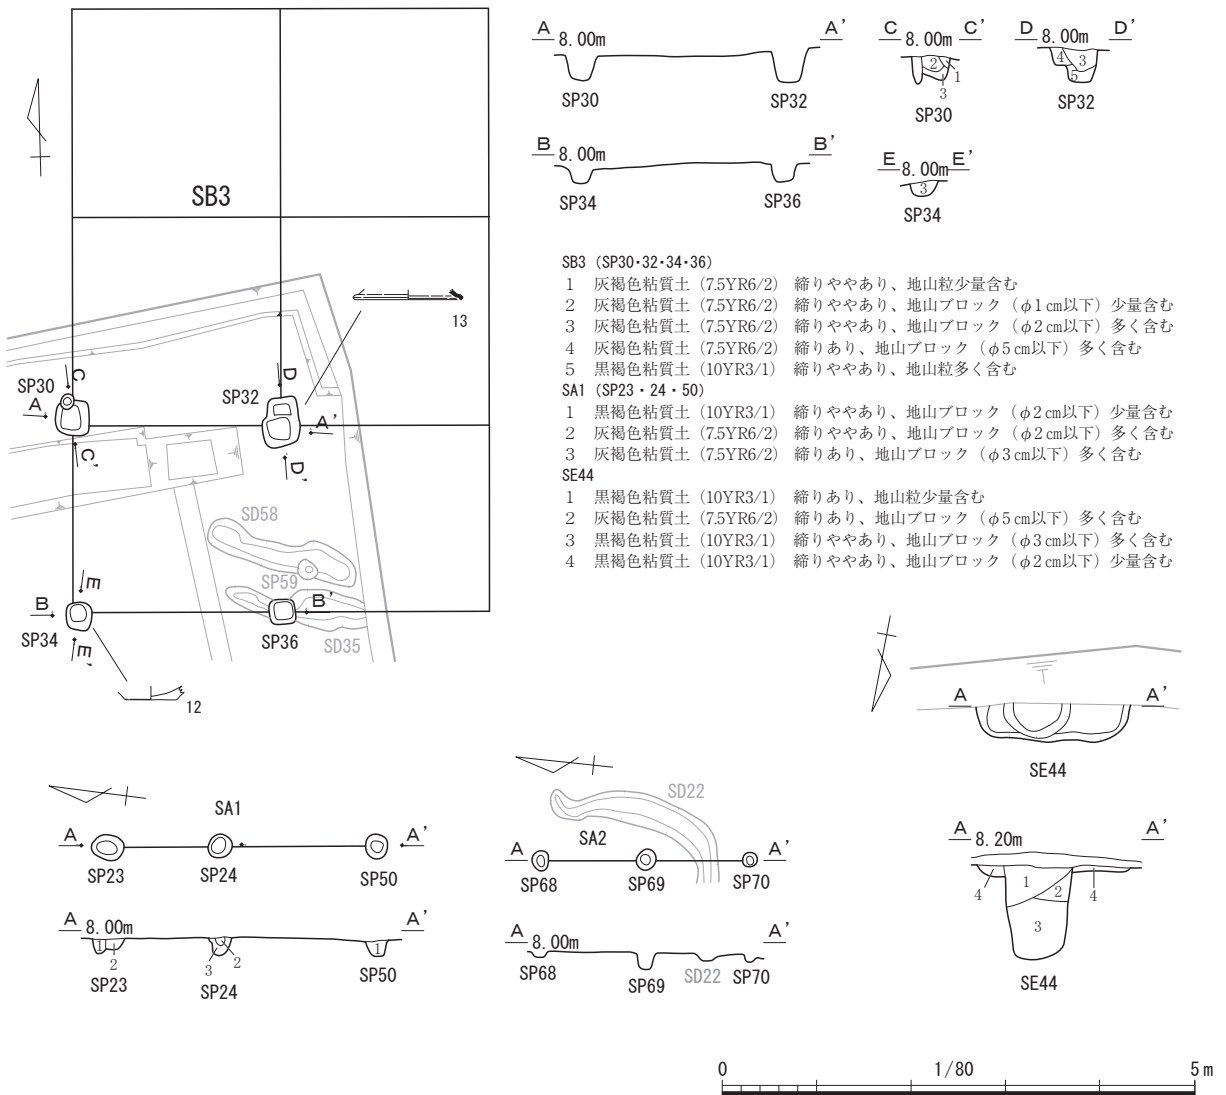 SB3
13
SP30
A
C
SP32
D
A'
C'
D'
SD58
SP59
E
B
B'
SP34
SP36
SD35
E'
12
A 8.00m A'
SP30 SP32
C 8.00m C'
2
1
3
SP30
D 8.00m D'
4 3
5
SP32
B 8.00m B'
SP34 SP36
E 8.00m E'
3
SP34
SB3 (SP30・32・34・36)
1 灰褐色粘質土(7.5YR6/2) 締りややあり、地山粒少量含む
2 灰褐色粘質土(7.5YR6/2) 締りややあり、地山ブロック(φ1㎝以下)少量含む
3 灰褐色粘質土(7.5YR6/2) 締りややあり、地山ブロック(φ2㎝以下)多く含む
4 灰褐色粘質土(7.5YR6/2) 締りあり、地山ブロック(φ5㎝以下)多く含む
5 黒褐色粘質土(10YR3/1) 締りややあり、地山粒多く含む
SA1 (SP23・24・50)
1 黒褐色粘質土(10YR3/1) 締りややあり、地山ブロック(φ2㎝以下)少量含む
2 灰褐色粘質土(7.5YR6/2) 締りややあり、地山ブロック(φ2㎝以下)多く含む
3 灰褐色粘質土(7.5YR6/2) 締りあり、地山ブロック(φ3㎝以下)多く含む
SE44
1 黒褐色粘質土(10YR3/1) 締りあり、地山粒少量含む
2 灰褐色粘質土(7.5YR6/2) 締りあり、地山ブロック(φ5㎝以下)多く含む
3 黒褐色粘質土(10YR3/1) 締りややあり、地山ブロック(φ3㎝以下)多く含む
4 黒褐色粘質土(10YR3/1) 締りややあり、地山ブロック(φ2㎝以下)少量含む
A A'
SE44
A 8.20m A'
1
2
4 4
3
SE44
SA1
A A'
SP23 SP24 SP50
A 8.00m A'
1 1
2 3 2
SP23 SP24 SP50
SD22
SA2
A A'
SP68 SP69 SP70
A 8.00m A'
SP68 SP69 SD22 SP70
0 1/80 5m